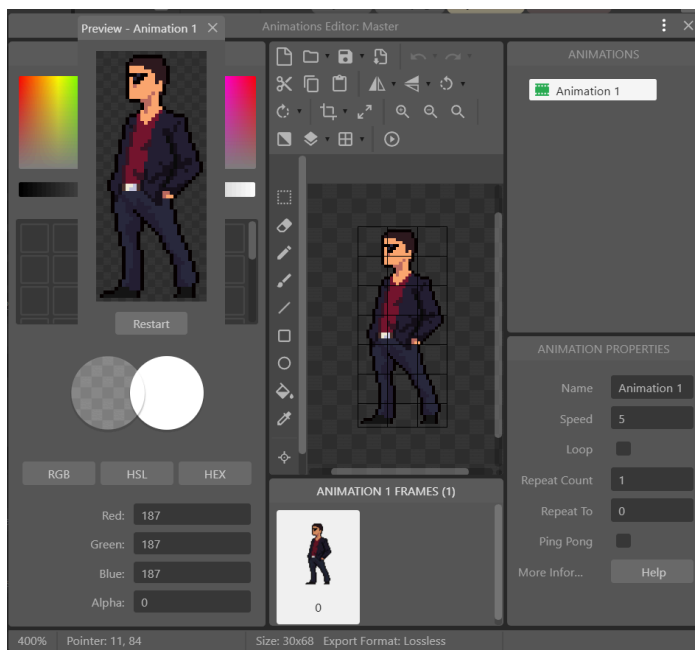 Preview - Animation 1
Animations Editor: Master
Restart
RGB HSL HEX
Red: 187
Green: 187
Blue: 187
Alpha: 0
ANIMATION 1 FRAMES (1)
0
ANIMATIONS
Animation 1
ANIMATION PROPERTIES
Name Animation 1
Speed 5
Loop
Repeat Count 1
Repeat To 0
Ping Pong
More Infor... Help
400% Pointer: 11, 84 Size: 30x68 Export Format: Lossless